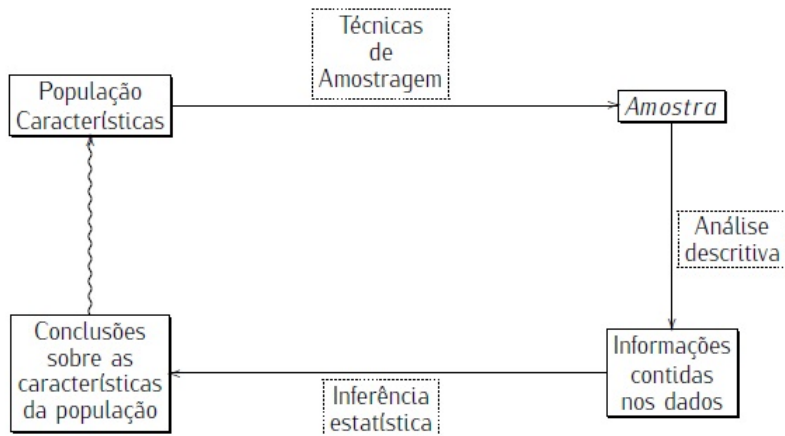 Técnicas
de
Amostragem
População
Características
Amostra
Análise
descritiva
Conclusões
sobre as
características
da população
Informações
contidas
nos dados
Inferência
estatística